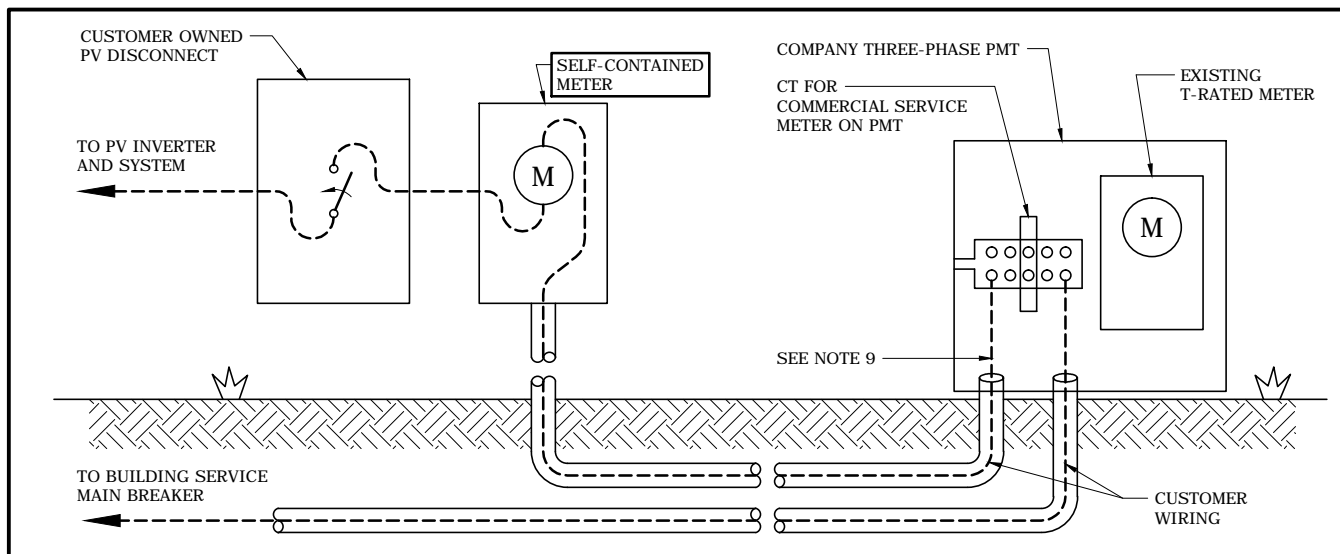 CUSTOMER OWNED
PV DISCONNECT
SELF-CONTAINED
METER
COMPANY THREE-PHASE PMT
CT FOR
COMMERCIAL SERVICE
METER ON PMT
EXISTING
T-RATED METER
TO PV INVERTER
AND SYSTEM
M
M
SEE NOTE 9
TO BUILDING SERVICE
MAIN BREAKER
CUSTOMER
WIRING